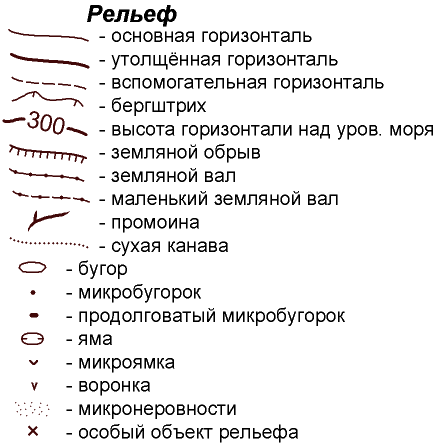 Рельеф
- основная горизонталь
- утолщённая горизонталь
- вспомогательная горизонталь
- бергштрих
300 - высота горизонтали над уров. моря
- земляной обрыв
- земляной вал
- маленький земляной вал
- промоина
- сухая канава
- бугор
- микробугорок
- продолговатый микробугорок
- яма
- микроямка
- воронка
- микронеровности
- особый объект рельефа